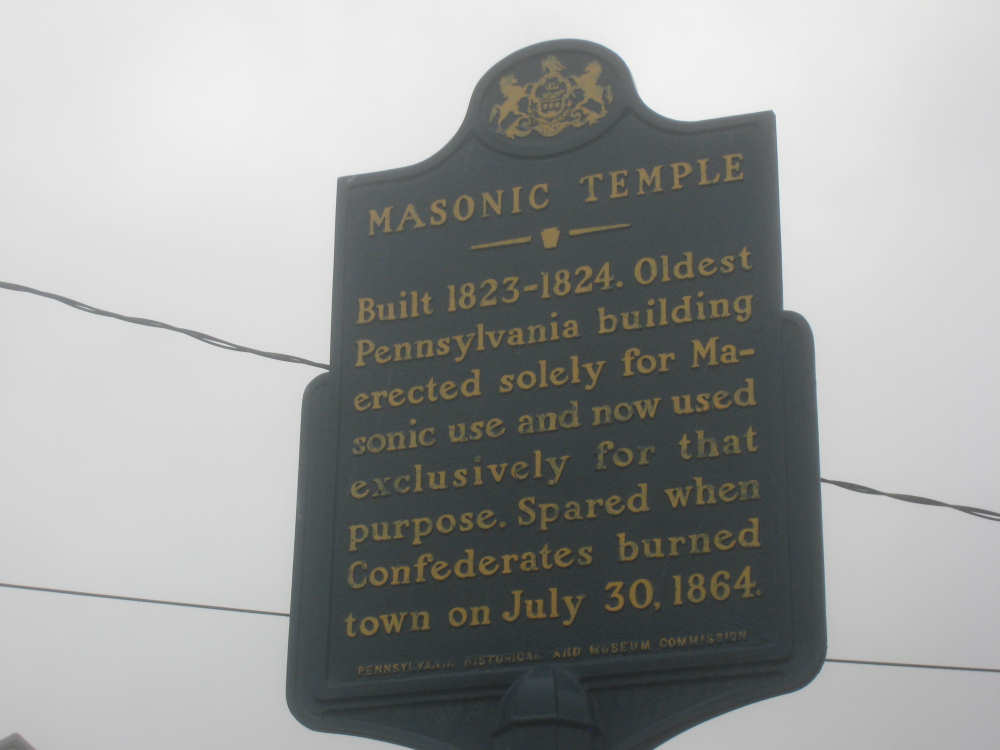 MASONIC TEMPLE
Built 1823-1824. Oldest
Pennsylvania building
erected solely for Ma-
sonic use and now used
exclusively for that
purpose. Spared when
Confederates burned
town on July 30, 1864.
PENNSYLVANIA HISTORICAL AND MUSEUM COMMISSION